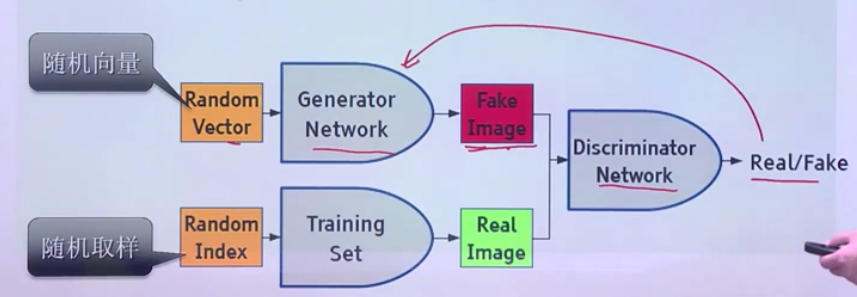 随机向量
Random
Vector
Generator
Network
Fake
Image
Discriminator
Network
Real/Fake
随机取样
Random
Index
Training
Set
Real
Image